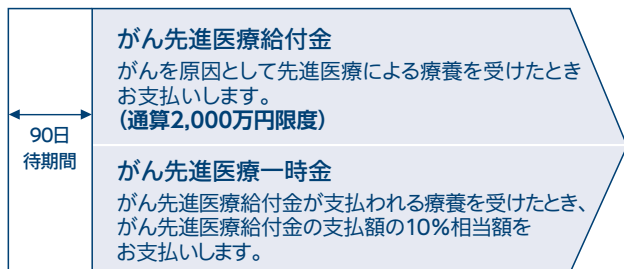 がん先進医療給付金
がんを原因として先進医療による療養を受けたとき
お支払いします。
(通算2,000万円限度)
90日
待期間
がん先進医療一時金
がん先進医療給付金が支払われる療養を受けたとき、
がん先進医療給付金の支払額の10%相当額を
お支払いします。